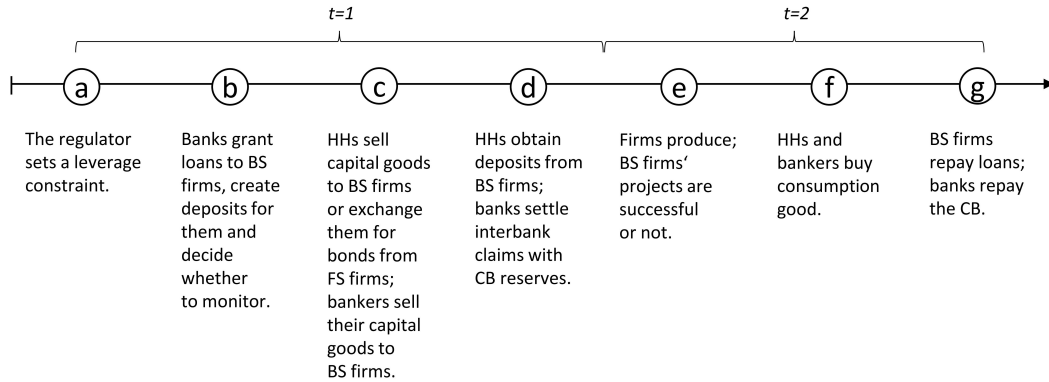 t=1
t=2
a
b
c
d
e
f
g
The regulator
sets a leverage
constraint.
Banks grant
loans to BS
firms, create
deposits for
them and
decide
whether
to monitor.
HHs sell
capital goods
to BS firms
or exchange
them for
bonds from
FS firms;
bankers sell
their capital
goods to
BS firms.
HHs obtain
deposits from
BS firms;
banks settle
interbank
claims with
CB reserves.
Firms produce;
BS firms‘
projects are
successful
or not.
HHs and
bankers buy
consumption
good.
BS firms
repay loans;
banks repay
the CB.